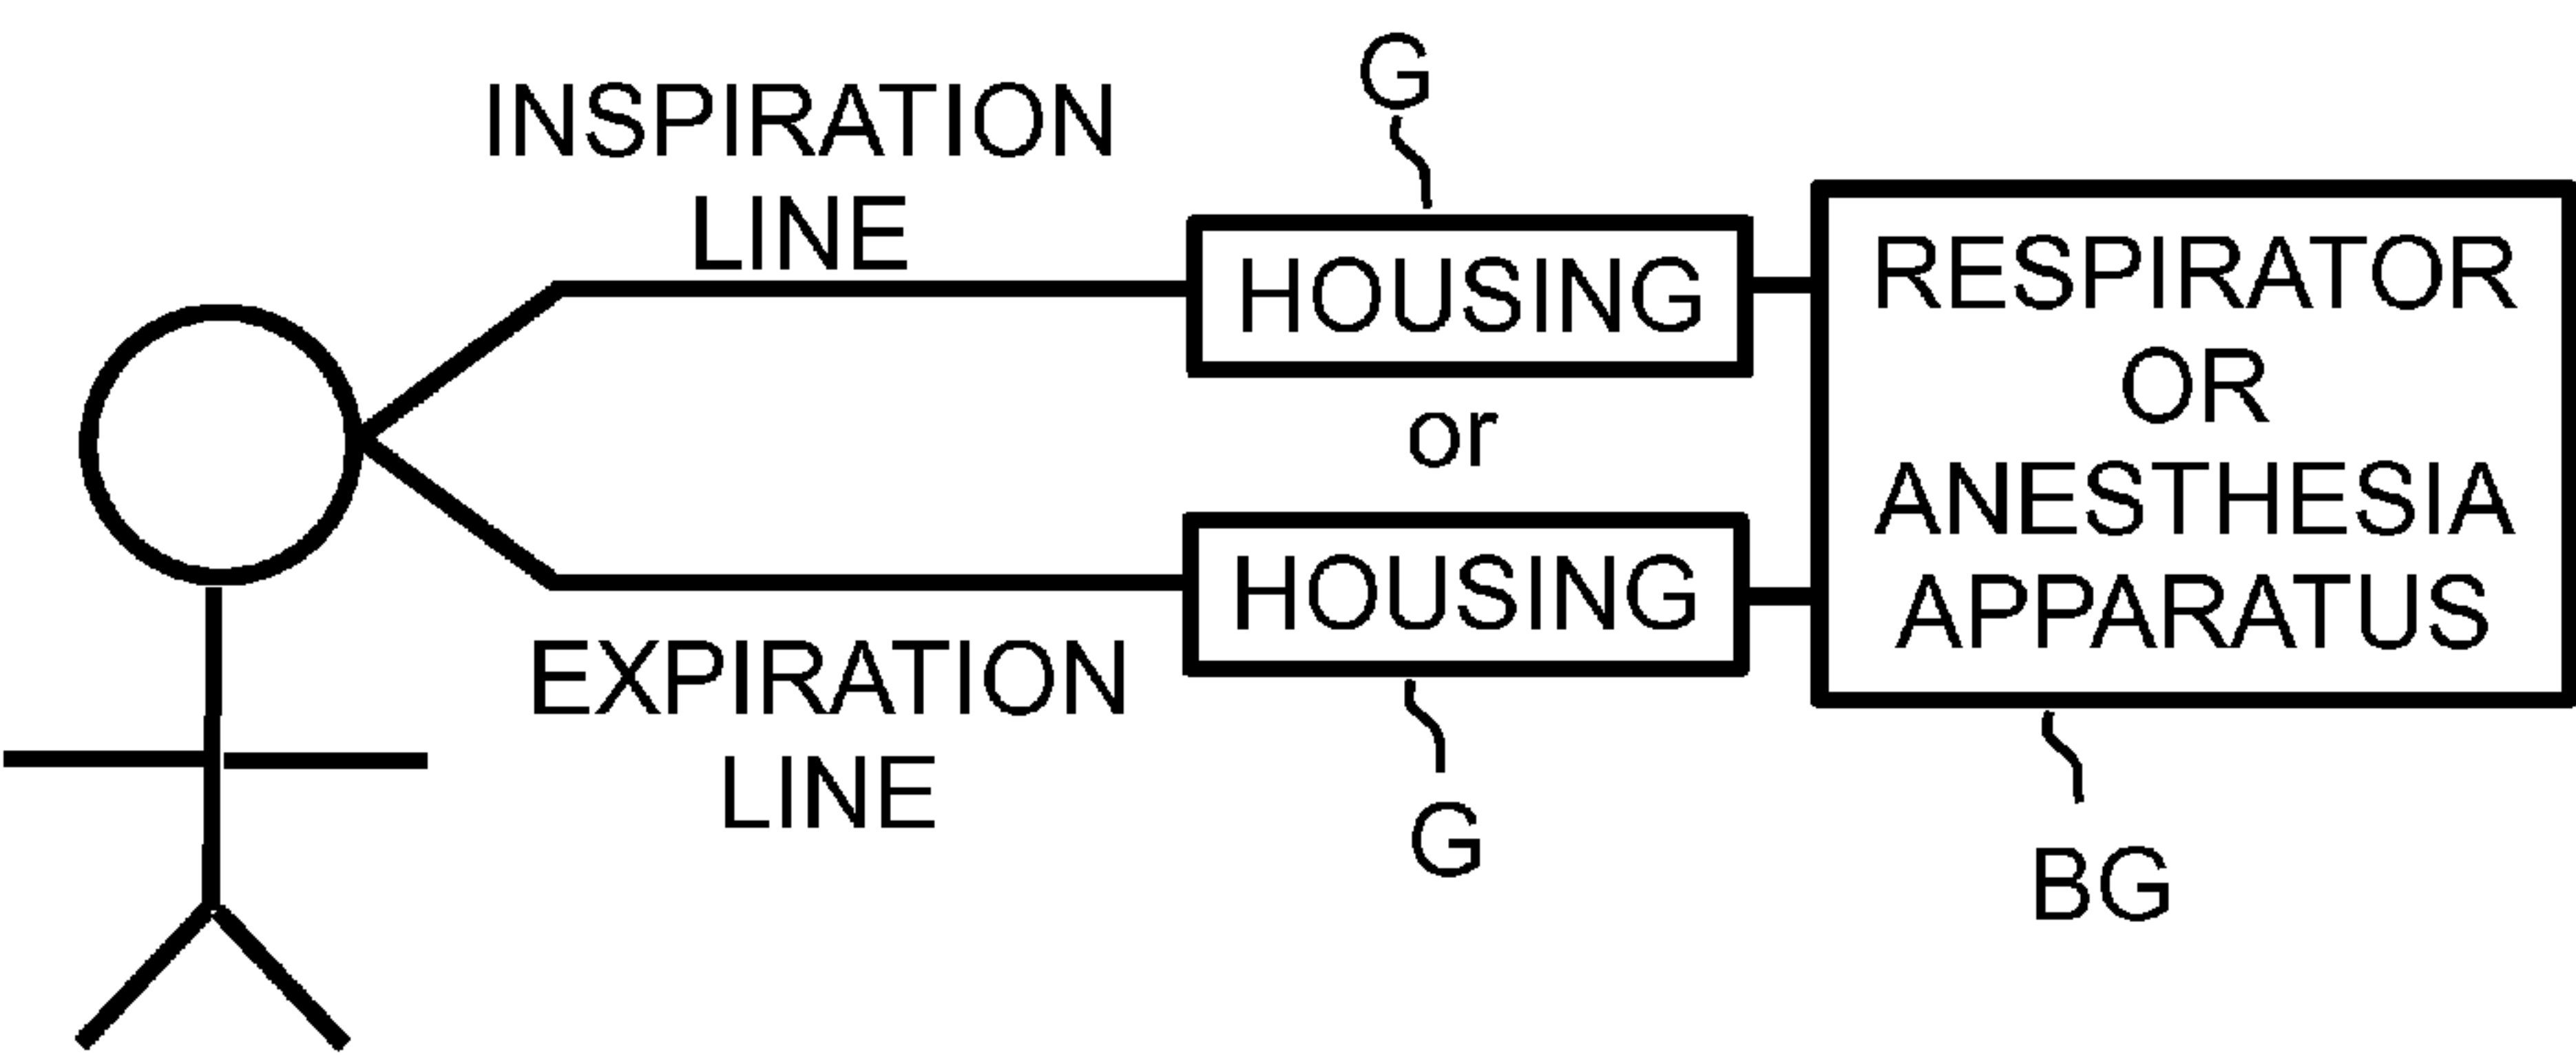 G
INSPIRATION
LINE
HOUSING
or
HOUSING
EXPIRATION
LINE
G
RESPIRATOR
OR
ANESTHESIA
APPARATUS
BG